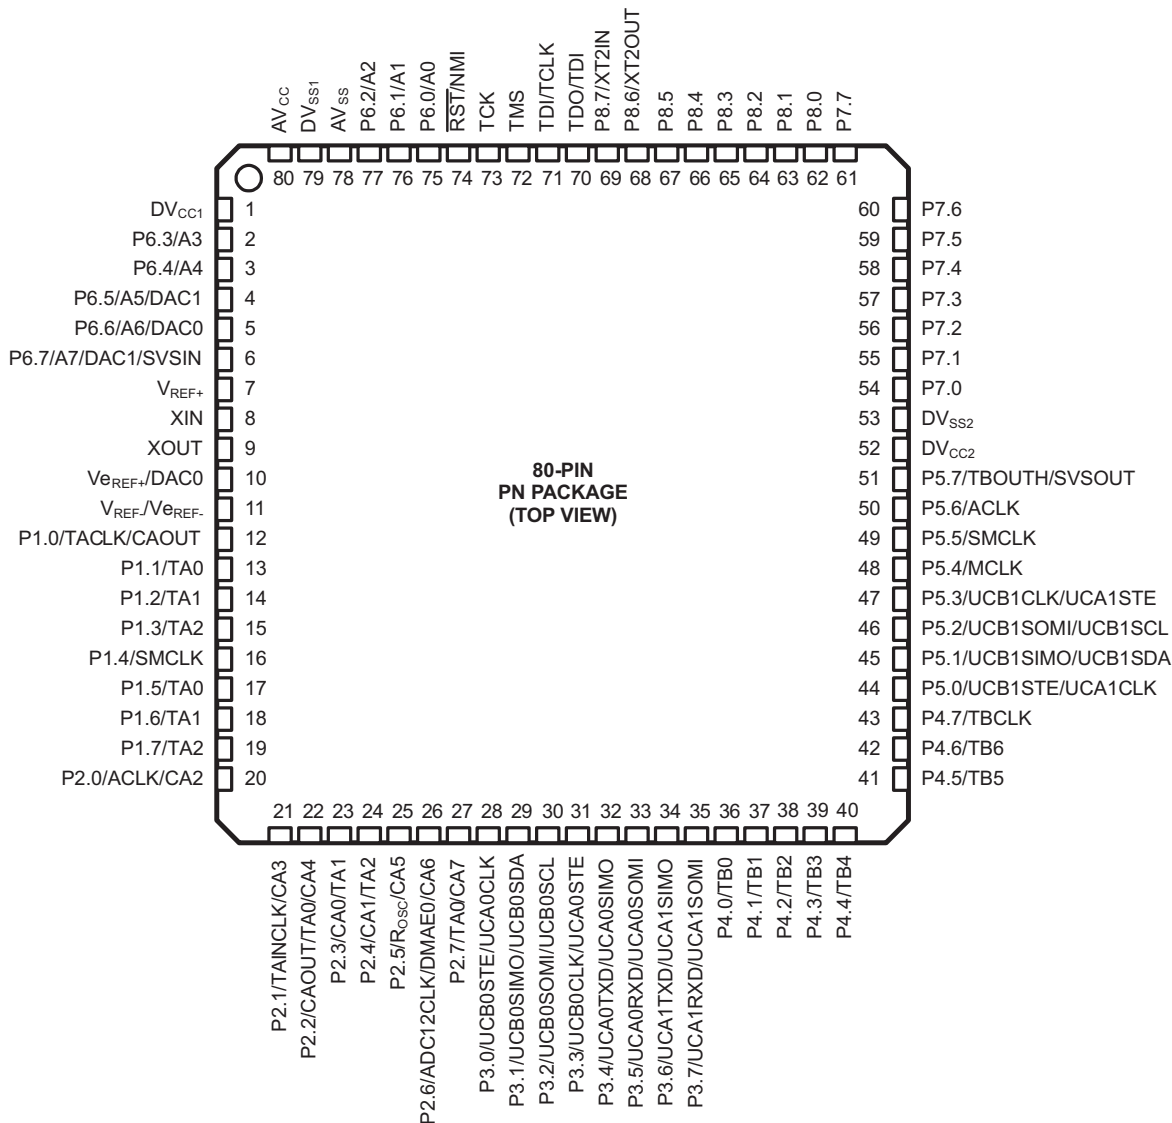 AVCC
DVSS1
AVSS
P6.2/A2
P6.1/A1
P6.0/A0
RST/NMI
TCK
TMS
TDI/TCLK
TDO/TDI
P8.7/XT2IN
P8.6/XT2OUT
P8.5
P8.4
P8.3
P8.2
P8.1
P8.0
P7.7
80 79 78 77 76 75 74 73 72 71 70 69 68 67 66 65 64 63 62 61
DVCC1 1 60 P7.6
P6.3/A3 2 59 P7.5
P6.4/A4 3 58 P7.4
P6.5/A5/DAC1 4 57 P7.3
P6.6/A6/DAC0 5 56 P7.2
P6.7/A7/DAC1/SVSIN 6 55 P7.1
VREF+ 7 54 P7.0
XIN 8 53 DVSS2
XOUT 9 52 DVCC2
VeREF+/DAC0 10 51 P5.7/TBOUTH/SVSOUT
VREF-/VeREF- 11 50 P5.6/ACLK
P1.0/TACLK/CAOUT 12 49 P5.5/SMCLK
P1.1/TA0 13 48 P5.4/MCLK
P1.2/TA1 14 47 P5.3/UCB1CLK/UCA1STE
P1.3/TA2 15 46 P5.2/UCB1SOMI/UCB1SCL
P1.4/SMCLK 16 45 P5.1/UCB1SIMO/UCB1SDA
P1.5/TA0 17 44 P5.0/UCB1STE/UCA1CLK
P1.6/TA1 18 43 P4.7/TBCLK
P1.7/TA2 19 42 P4.6/TB6
P2.0/ACLK/CA2 20 41 P4.5/TB5
80-PIN
PN PACKAGE
(TOP VIEW)
21 22 23 24 25 26 27 28 29 30 31 32 33 34 35 36 37 38 39 40
P2.1/TAINCLK/CA3
P2.2/CAOUT/TA0/CA4
P2.3/CA0/TA1
P2.4/CA1/TA2
P2.5/ROSC/CA5
P2.6/ADC12CLK/DMAE0/CA6
P2.7/TA0/CA7
P3.0/UCB0STE/UCA0CLK
P3.1/UCB0SIMO/UCB0SDA
P3.2/UCB0SOMI/UCB0SCL
P3.3/UCB0CLK/UCA0STE
P3.4/UCA0TXD/UCA0SIMO
P3.5/UCA0RXD/UCA0SOMI
P3.6/UCA1TXD/UCA1SIMO
P3.7/UCA1RXD/UCA1SOMI
P4.0/TB0
P4.1/TB1
P4.2/TB2
P4.3/TB3
P4.4/TB4